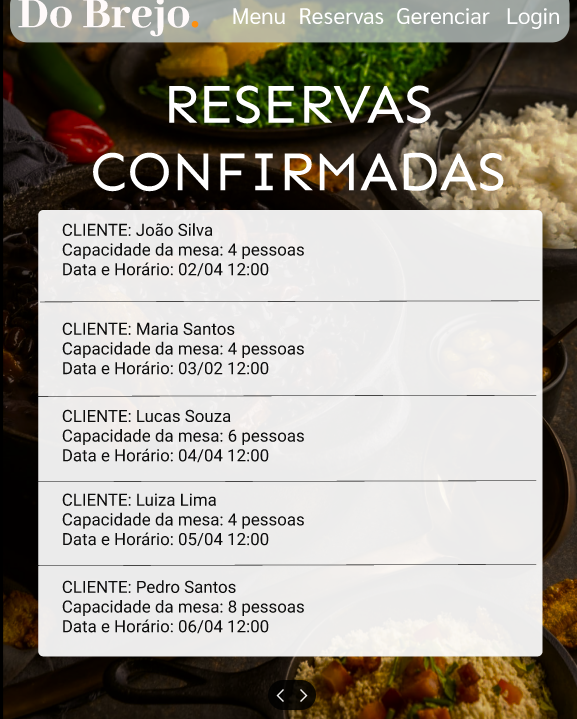 Do Brejo.
Menu Reservas Gerenciar Login
RESERVAS
CONFIRMADAS
CLIENTE: João Silva
Capacidade da mesa: 4 pessoas
Data e Horário: 02/04 12:00
CLIENTE: Maria Santos
Capacidade da mesa: 4 pessoas
Data e Horário: 03/02 12:00
CLIENTE: Lucas Souza
Capacidade da mesa: 6 pessoas
Data e Horário: 04/04 12:00
CLIENTE: Luiza Lima
Capacidade da mesa: 4 pessoas
Data e Horário: 05/04 12:00
CLIENTE: Pedro Santos
Capacidade da mesa: 8 pessoas
Data e Horário: 06/04 12:00